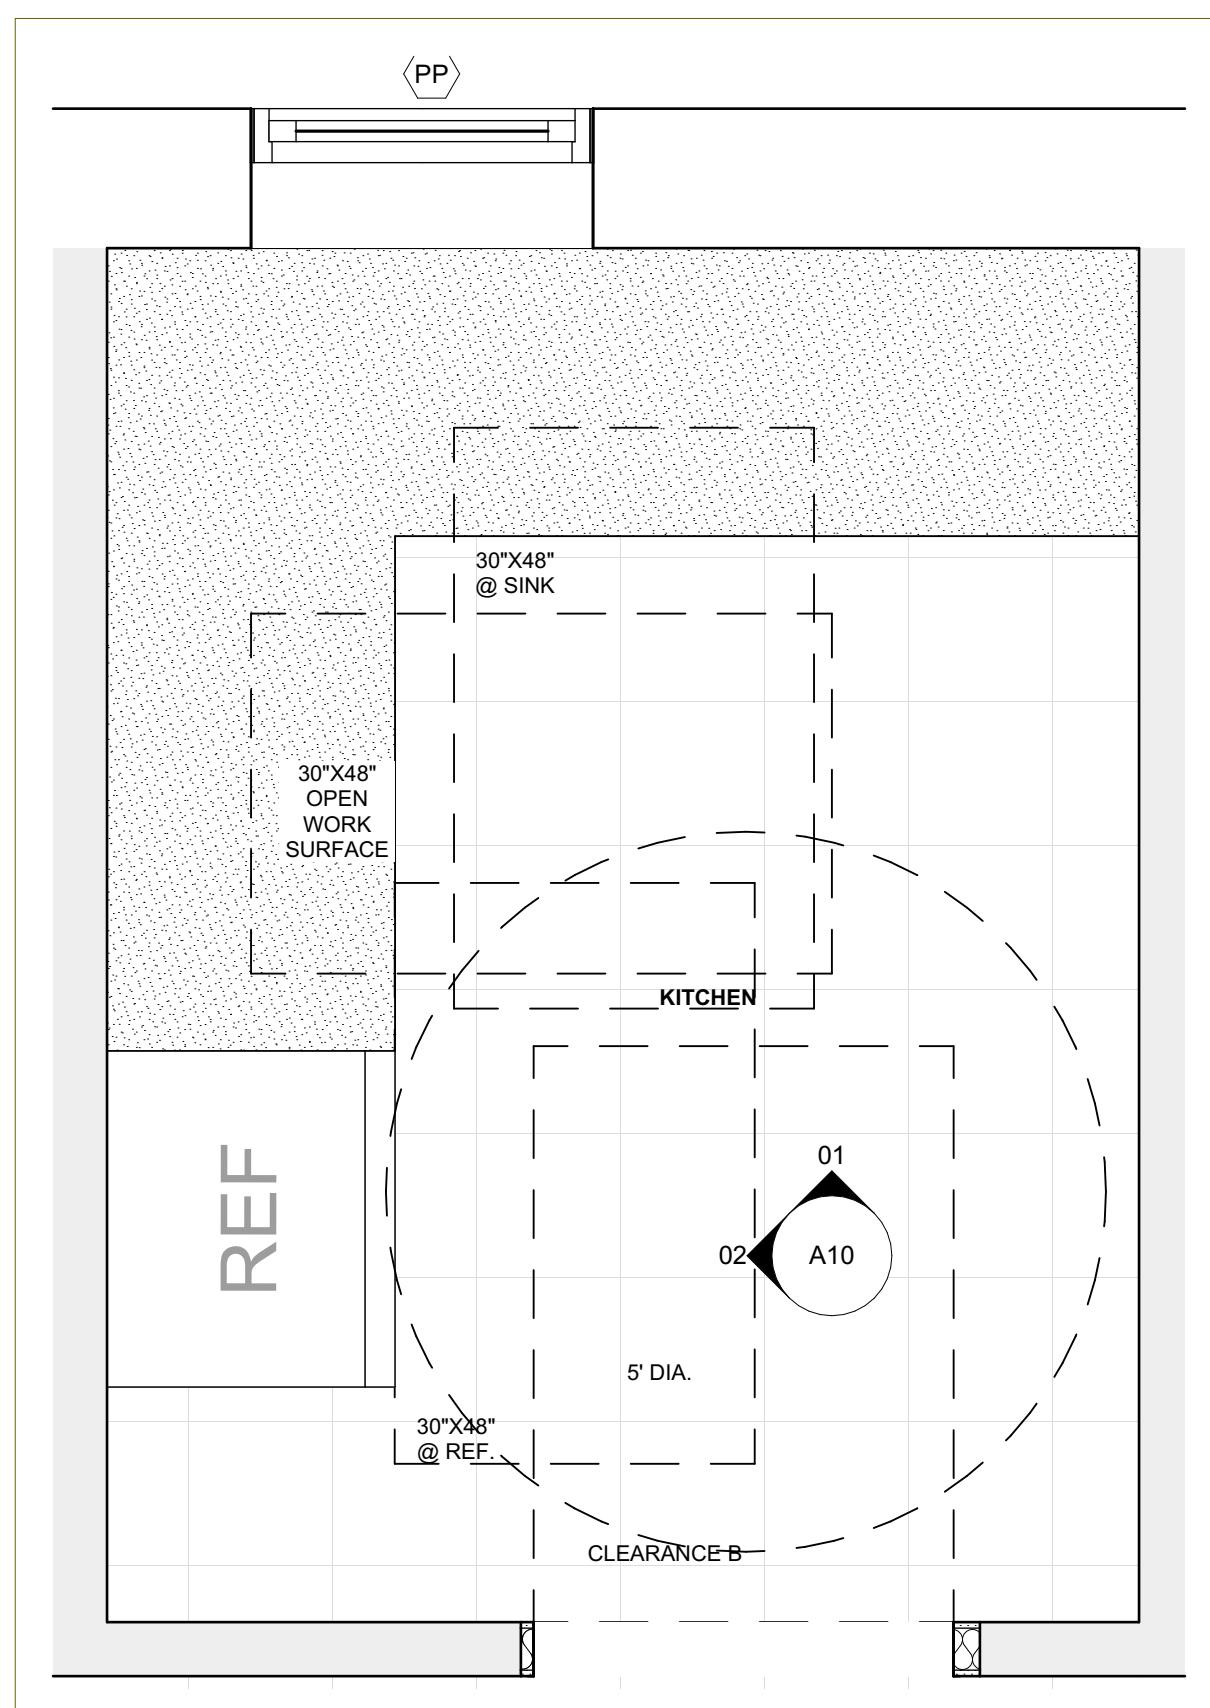 PP
30"X48"
@ SINK
30"X48"
OPEN
WORK
SURFACE
KITCHEN
REF
01
02
A10
5' DIA.
30"X48"
@ REF.
CLEARANCE B